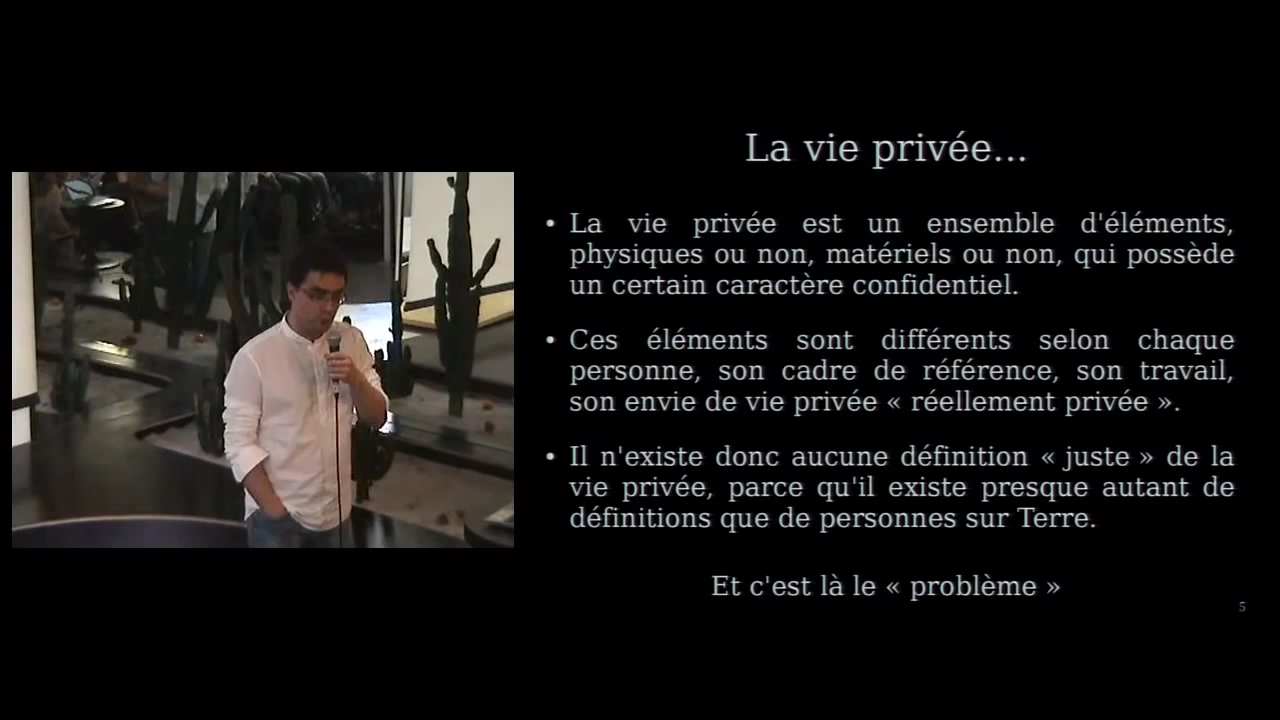 La vie privée...
• La vie privée est un ensemble d'éléments,
physiques ou non, matériels ou non, qui possède
un certain caractère confidentiel.
• Ces éléments sont différents selon chaque
personne, son cadre de référence, son travail,
son envie de vie privée « réellement privée ».
• Il n'existe donc aucune définition « juste » de la
vie privée, parce qu'il existe presque autant de
définitions que de personnes sur Terre.
Et c'est là le « problème »
5